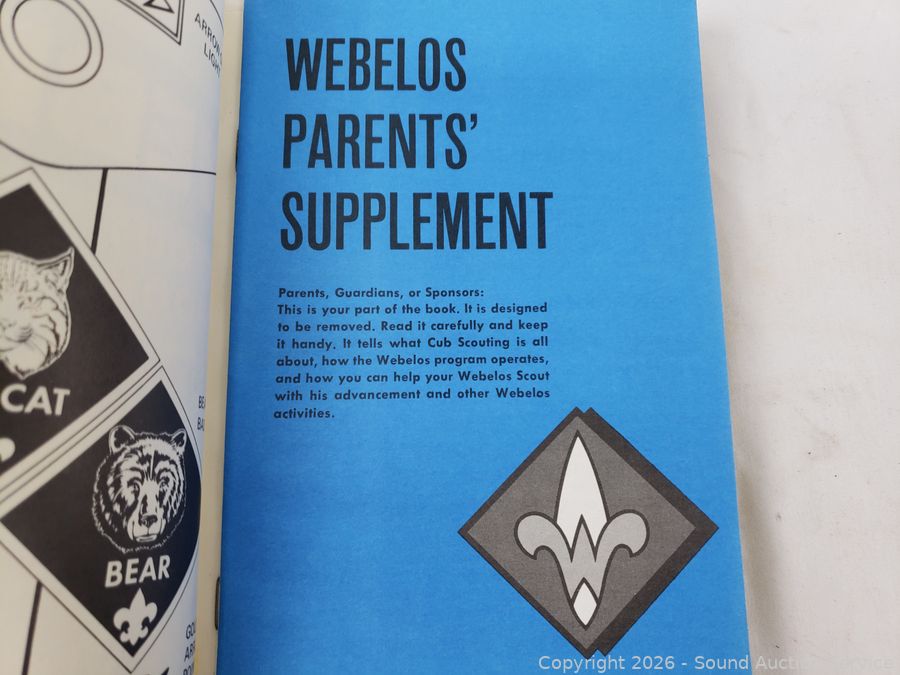 ARROW
LIGHT
CAT
BEAR
WEBELOS
PARENTS'
SUPPLEMENT
Parents, Guardians, or Sponsors:
This is your part of the book. It is designed
to be removed. Read it carefully and keep
it handy. It tells what Cub Scouting is all
about, how the Webelos program operates,
and how you can help your Webelos Scout
with his advancement and other Webelos
activities.
W
Copyright 2026 - Sound Auction Service